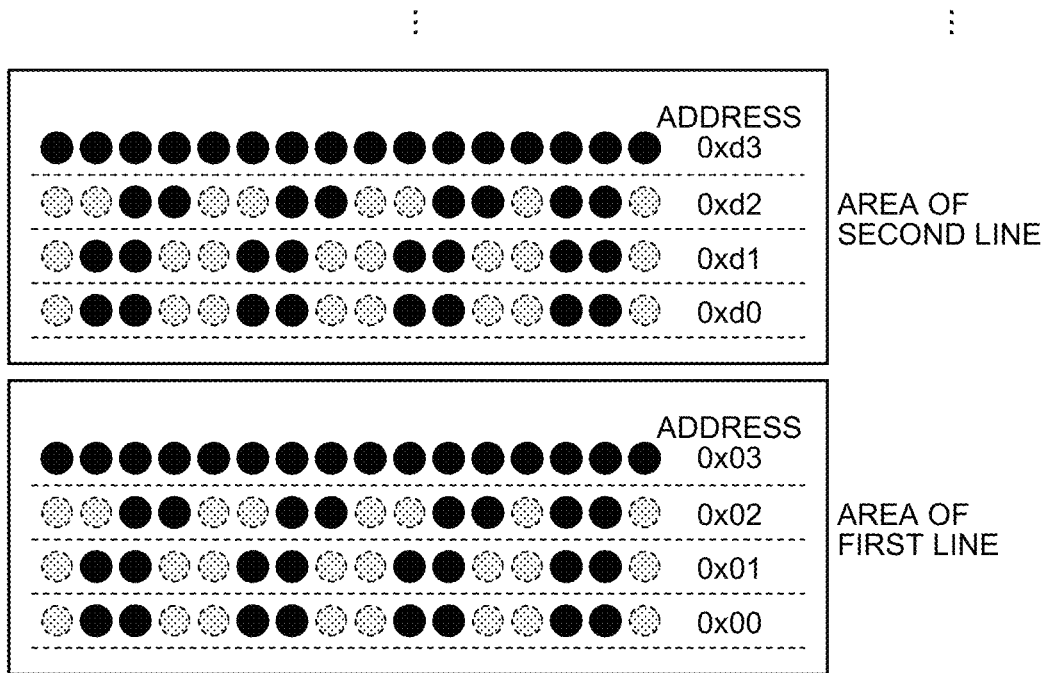 ADDRESS
0xd3
0xd2
0xd1
0xd0
AREA OF
SECOND LINE
ADDRESS
0x03
0x02
0x01
0x00
AREA OF
FIRST LINE